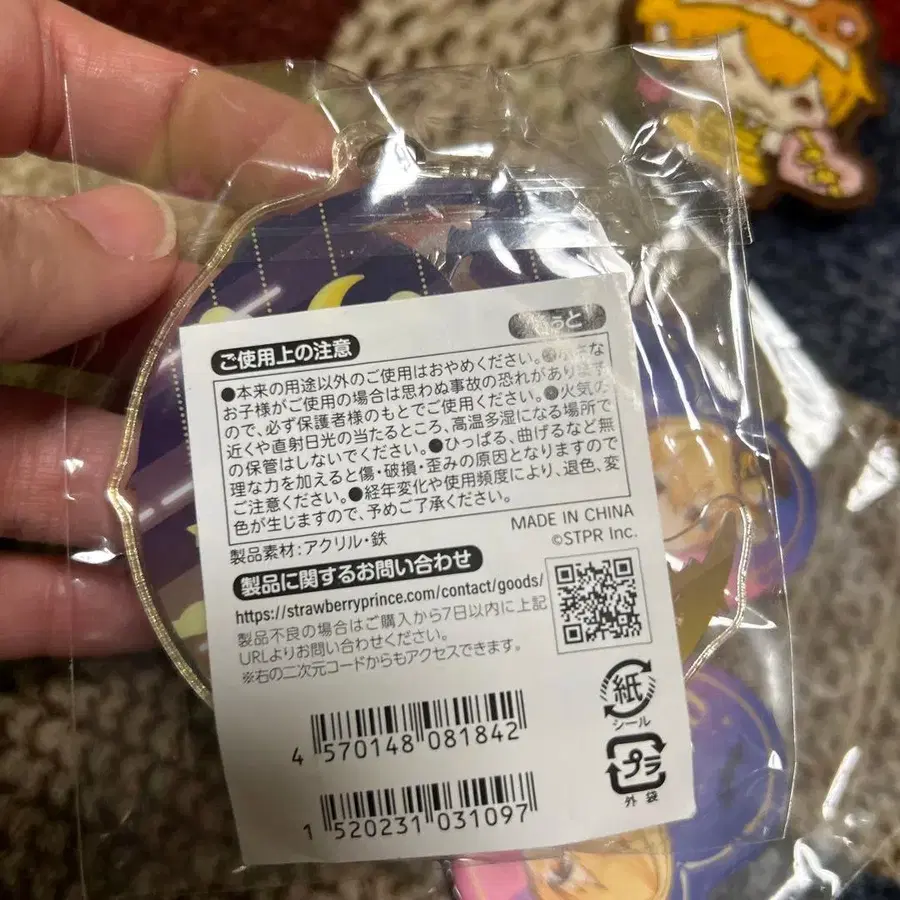 ご使用上の注意
●本来の用途以外のご使用はおやめください。●小さな
お子様がご使用の場合は思わぬ事故の恐れがあります
ので、必ず保護者様のもとでご使用ください。●火気の
近くや直射日光の当たるところ、高温多湿になる場所で
の保管はしないでください。●ひっぱる、曲げるなど無
理な力を加えると傷・破損・歪みの原因となりますので
ご注意ください。●経年変化や使用頻度により、退色、変
色が生じますので、予めご了承ください。
製品素材:アクリル・鉄
MADE IN CHINA
©STPR Inc.
製品に関するお問い合わせ
https://strawberryprince.com/contact/goods/
製品不良の場合はご購入から7日以内に上記
URLよりお問い合わせください。
※右の二次元コードからもアクセスできます。
紙
シール
プラ
外袋
4 570148 081842
1 520231 031097